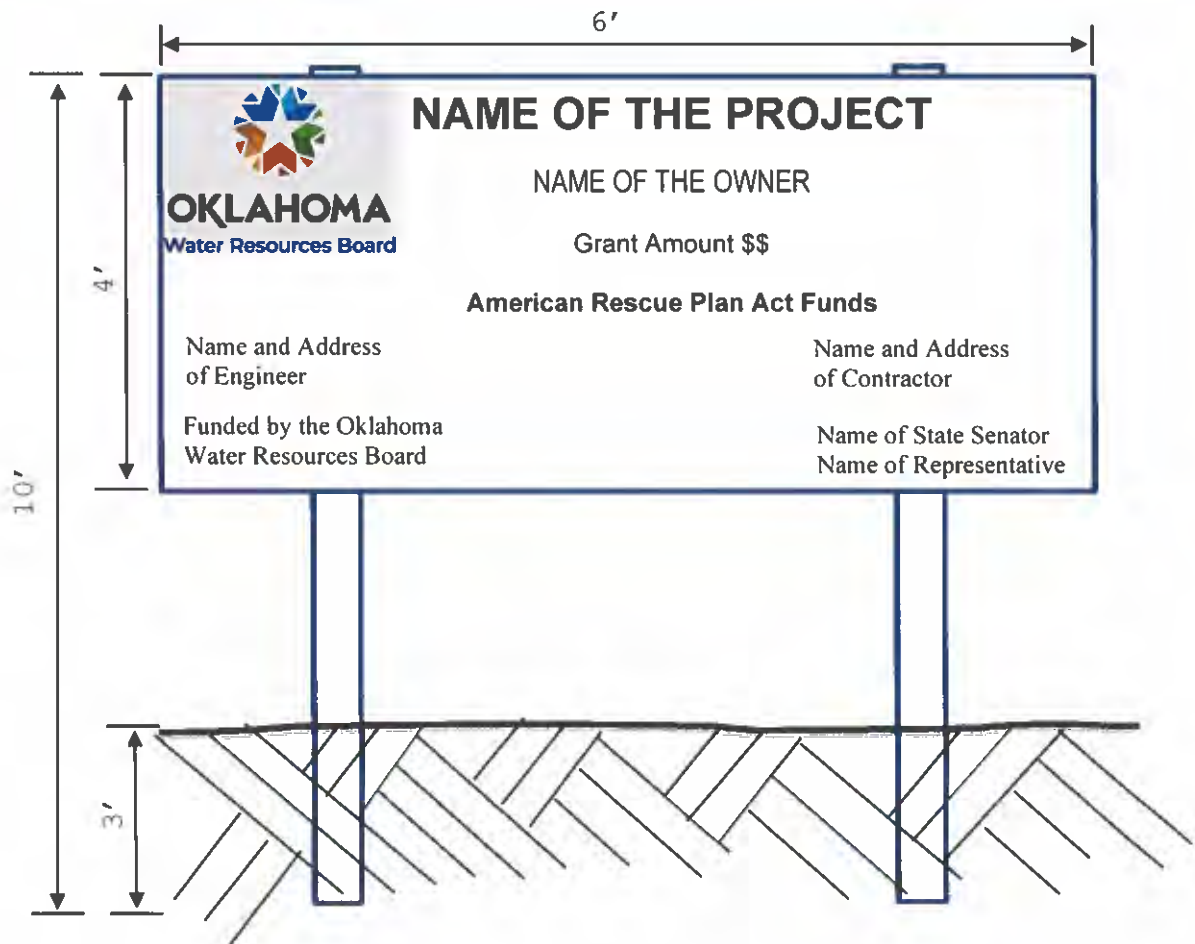 6'
NAME OF THE PROJECT
OKLAHOMA
Water Resources Board
NAME OF THE OWNER
Grant Amount $$
American Rescue Plan Act Funds
4'
Name and Address
of Engineer
Name and Address
of Contractor
Funded by the Oklahoma
Water Resources Board
Name of State Senator
Name of Representative
10'
3'